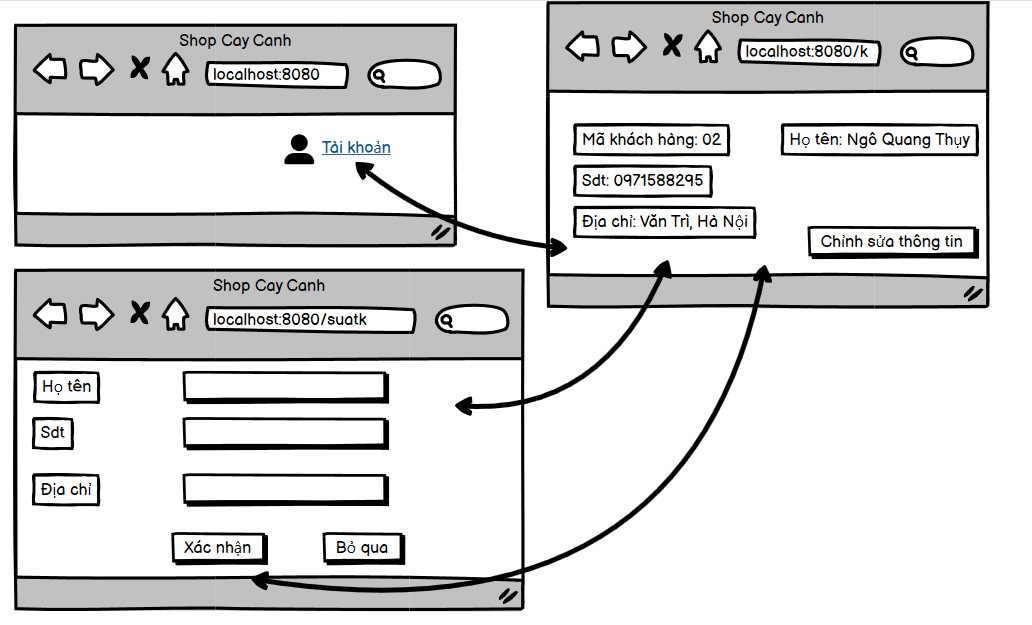 Shop Cay Canh
localhost:8080
Tài khoản
Shop Cay Canh
localhost:8080/k
Mã khách hàng: 02
Họ tên: Ngô Quang Thụy
Sdt: 0971588295
Địa chỉ: Văn Trì, Hà Nội
Chỉnh sửa thông tin
Shop Cay Canh
localhost:8080/suatk
Họ tên
Sdt
Địa chỉ
Xác nhận
Bỏ qua